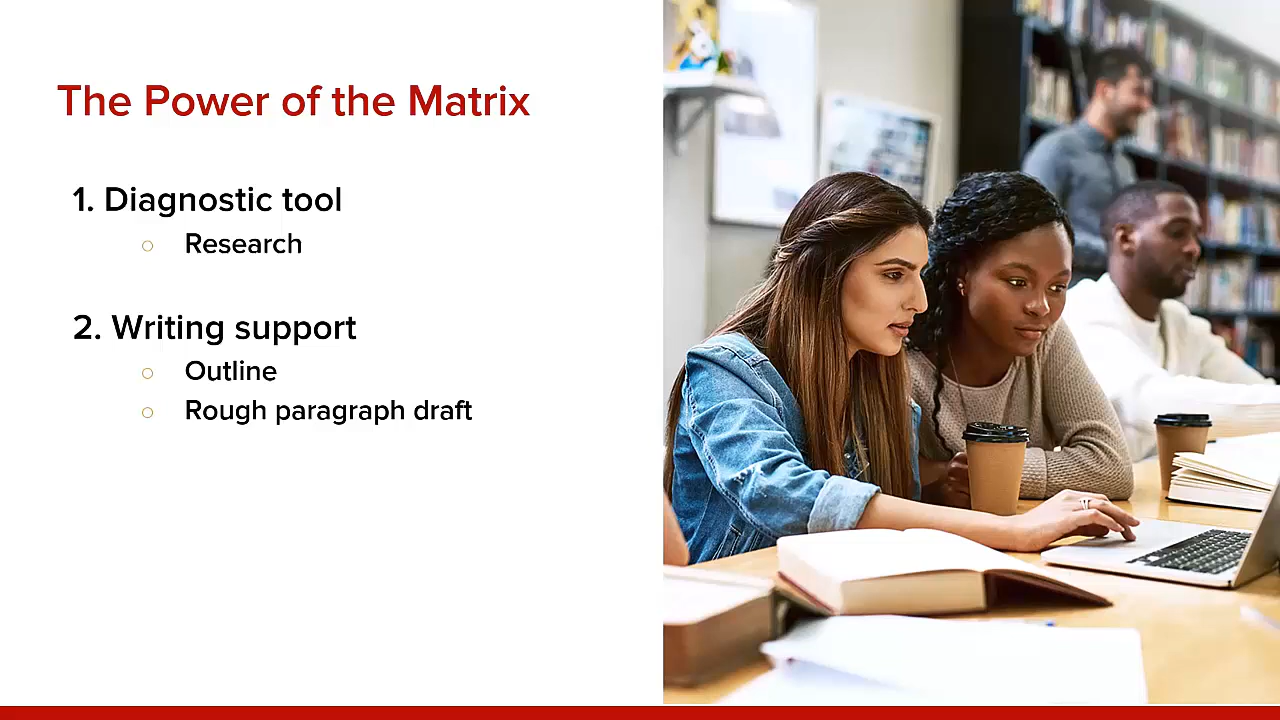 The Power of the Matrix
1. Diagnostic tool
○ Research
2. Writing support
○ Outline
○ Rough paragraph draft